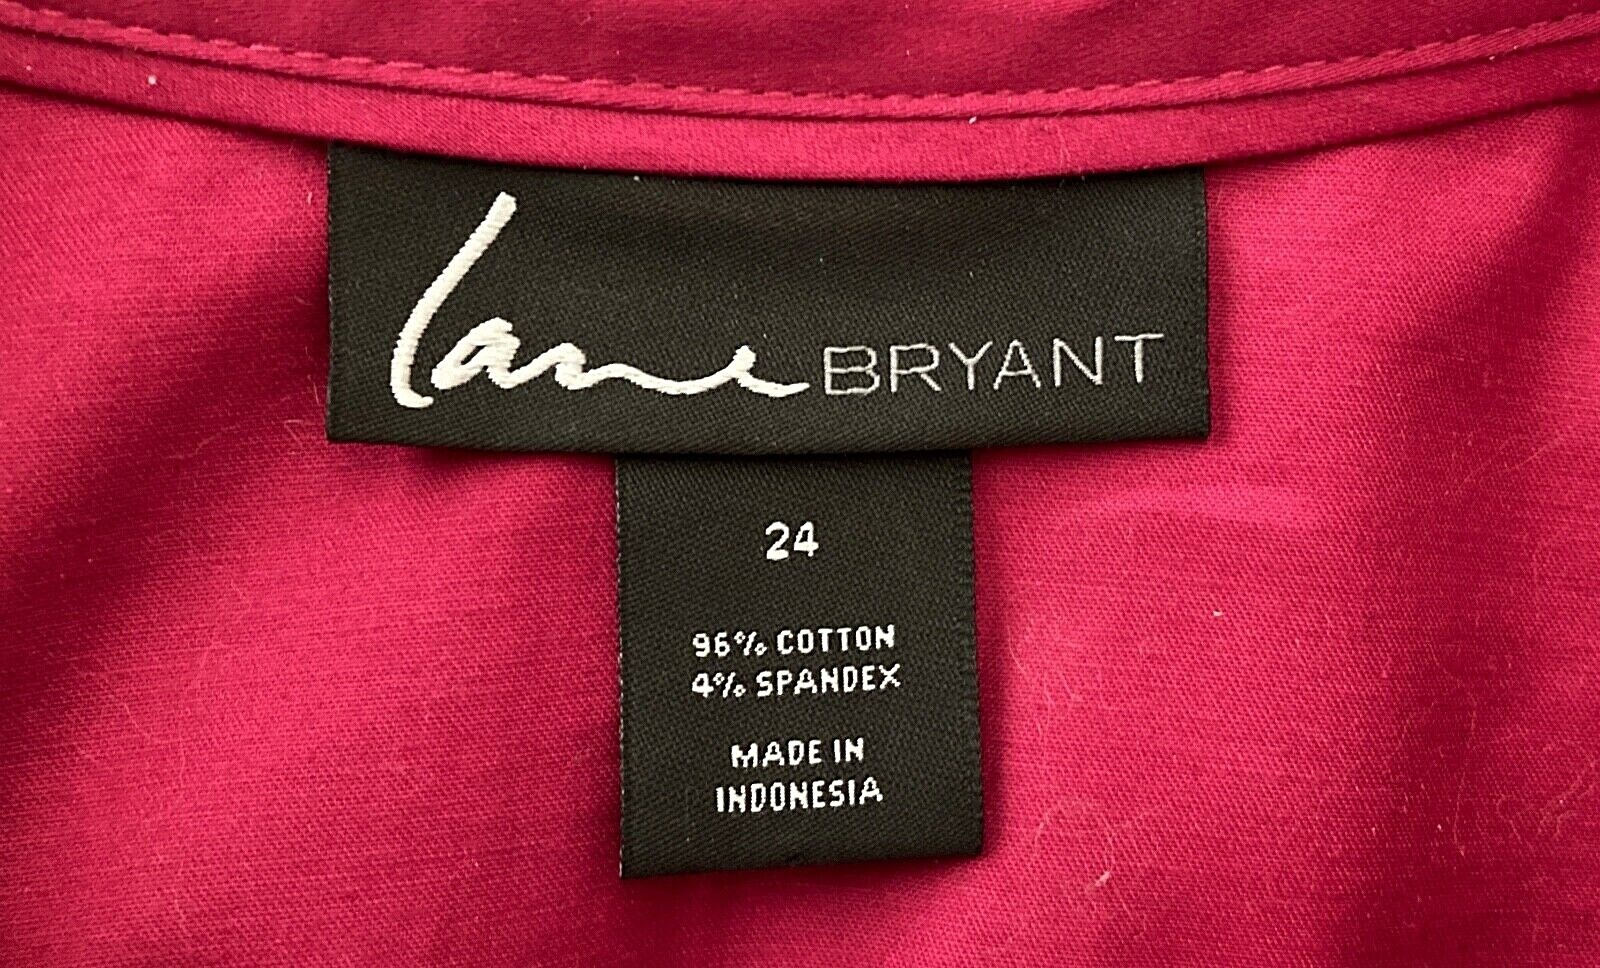 Lane BRYANT
24
96% COTTON
4% SPANDEX
MADE IN
INDONESIA